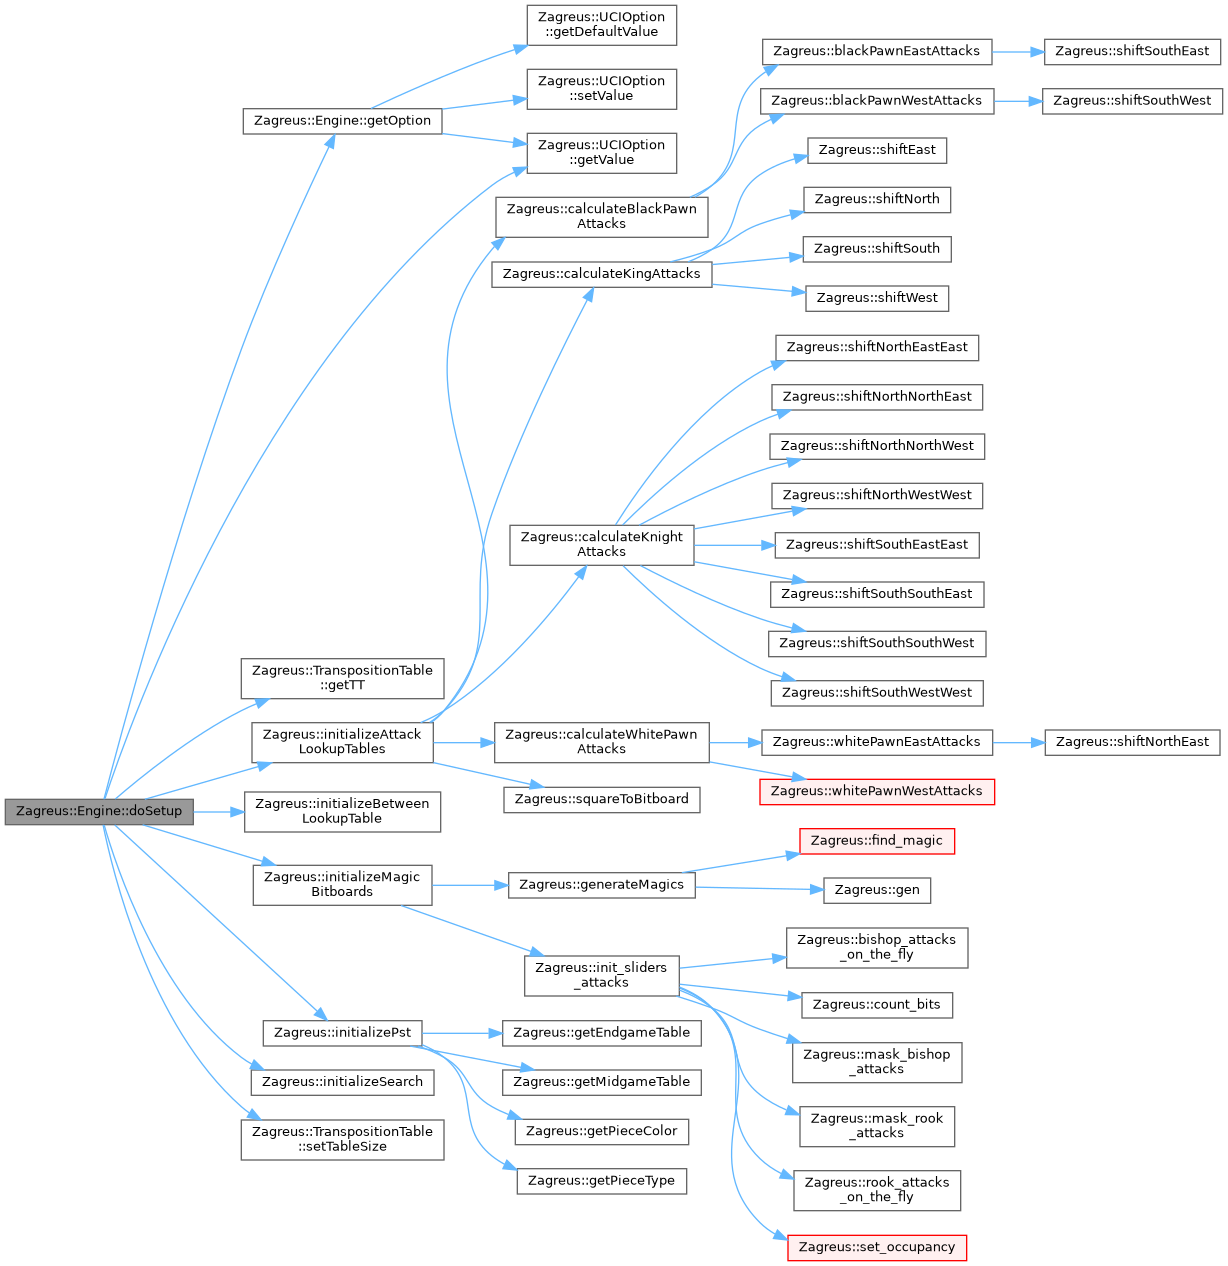 Zagreus::Engine::doSetup
Zagreus::Engine::getOption
Zagreus::UCIOption
::getDefaultValue
Zagreus::UCIOption
::setValue
Zagreus::UCIOption
::getValue
Zagreus::TranspositionTable
::getTT
Zagreus::initializeAttack
LookupTables
Zagreus::initializeBetween
LookupTable
Zagreus::initializeMagic
Bitboards
Zagreus::initializePst
Zagreus::initializeSearch
Zagreus::TranspositionTable
::setTableSize
Zagreus::calculateBlackPawn
Attacks
Zagreus::calculateKingAttacks
Zagreus::calculateKnight
Attacks
Zagreus::calculateWhitePawn
Attacks
Zagreus::squareToBitboard
Zagreus::generateMagics
Zagreus::init_sliders
_attacks
Zagreus::getEndgameTable
Zagreus::getMidgameTable
Zagreus::getPieceColor
Zagreus::getPieceType
Zagreus::blackPawnEastAttacks
Zagreus::blackPawnWestAttacks
Zagreus::shiftEast
Zagreus::shiftNorth
Zagreus::shiftSouth
Zagreus::shiftWest
Zagreus::shiftNorthEastEast
Zagreus::shiftNorthNorthEast
Zagreus::shiftNorthNorthWest
Zagreus::shiftNorthWestWest
Zagreus::shiftSouthEastEast
Zagreus::shiftSouthSouthEast
Zagreus::shiftSouthSouthWest
Zagreus::shiftSouthWestWest
Zagreus::whitePawnEastAttacks
Zagreus::whitePawnWestAttacks
Zagreus::find_magic
Zagreus::gen
Zagreus::bishop_attacks
_on_the_fly
Zagreus::count_bits
Zagreus::mask_bishop
_attacks
Zagreus::mask_rook
_attacks
Zagreus::rook_attacks
_on_the_fly
Zagreus::set_occupancy
Zagreus::shiftSouthEast
Zagreus::shiftSouthWest
Zagreus::shiftNorthEast